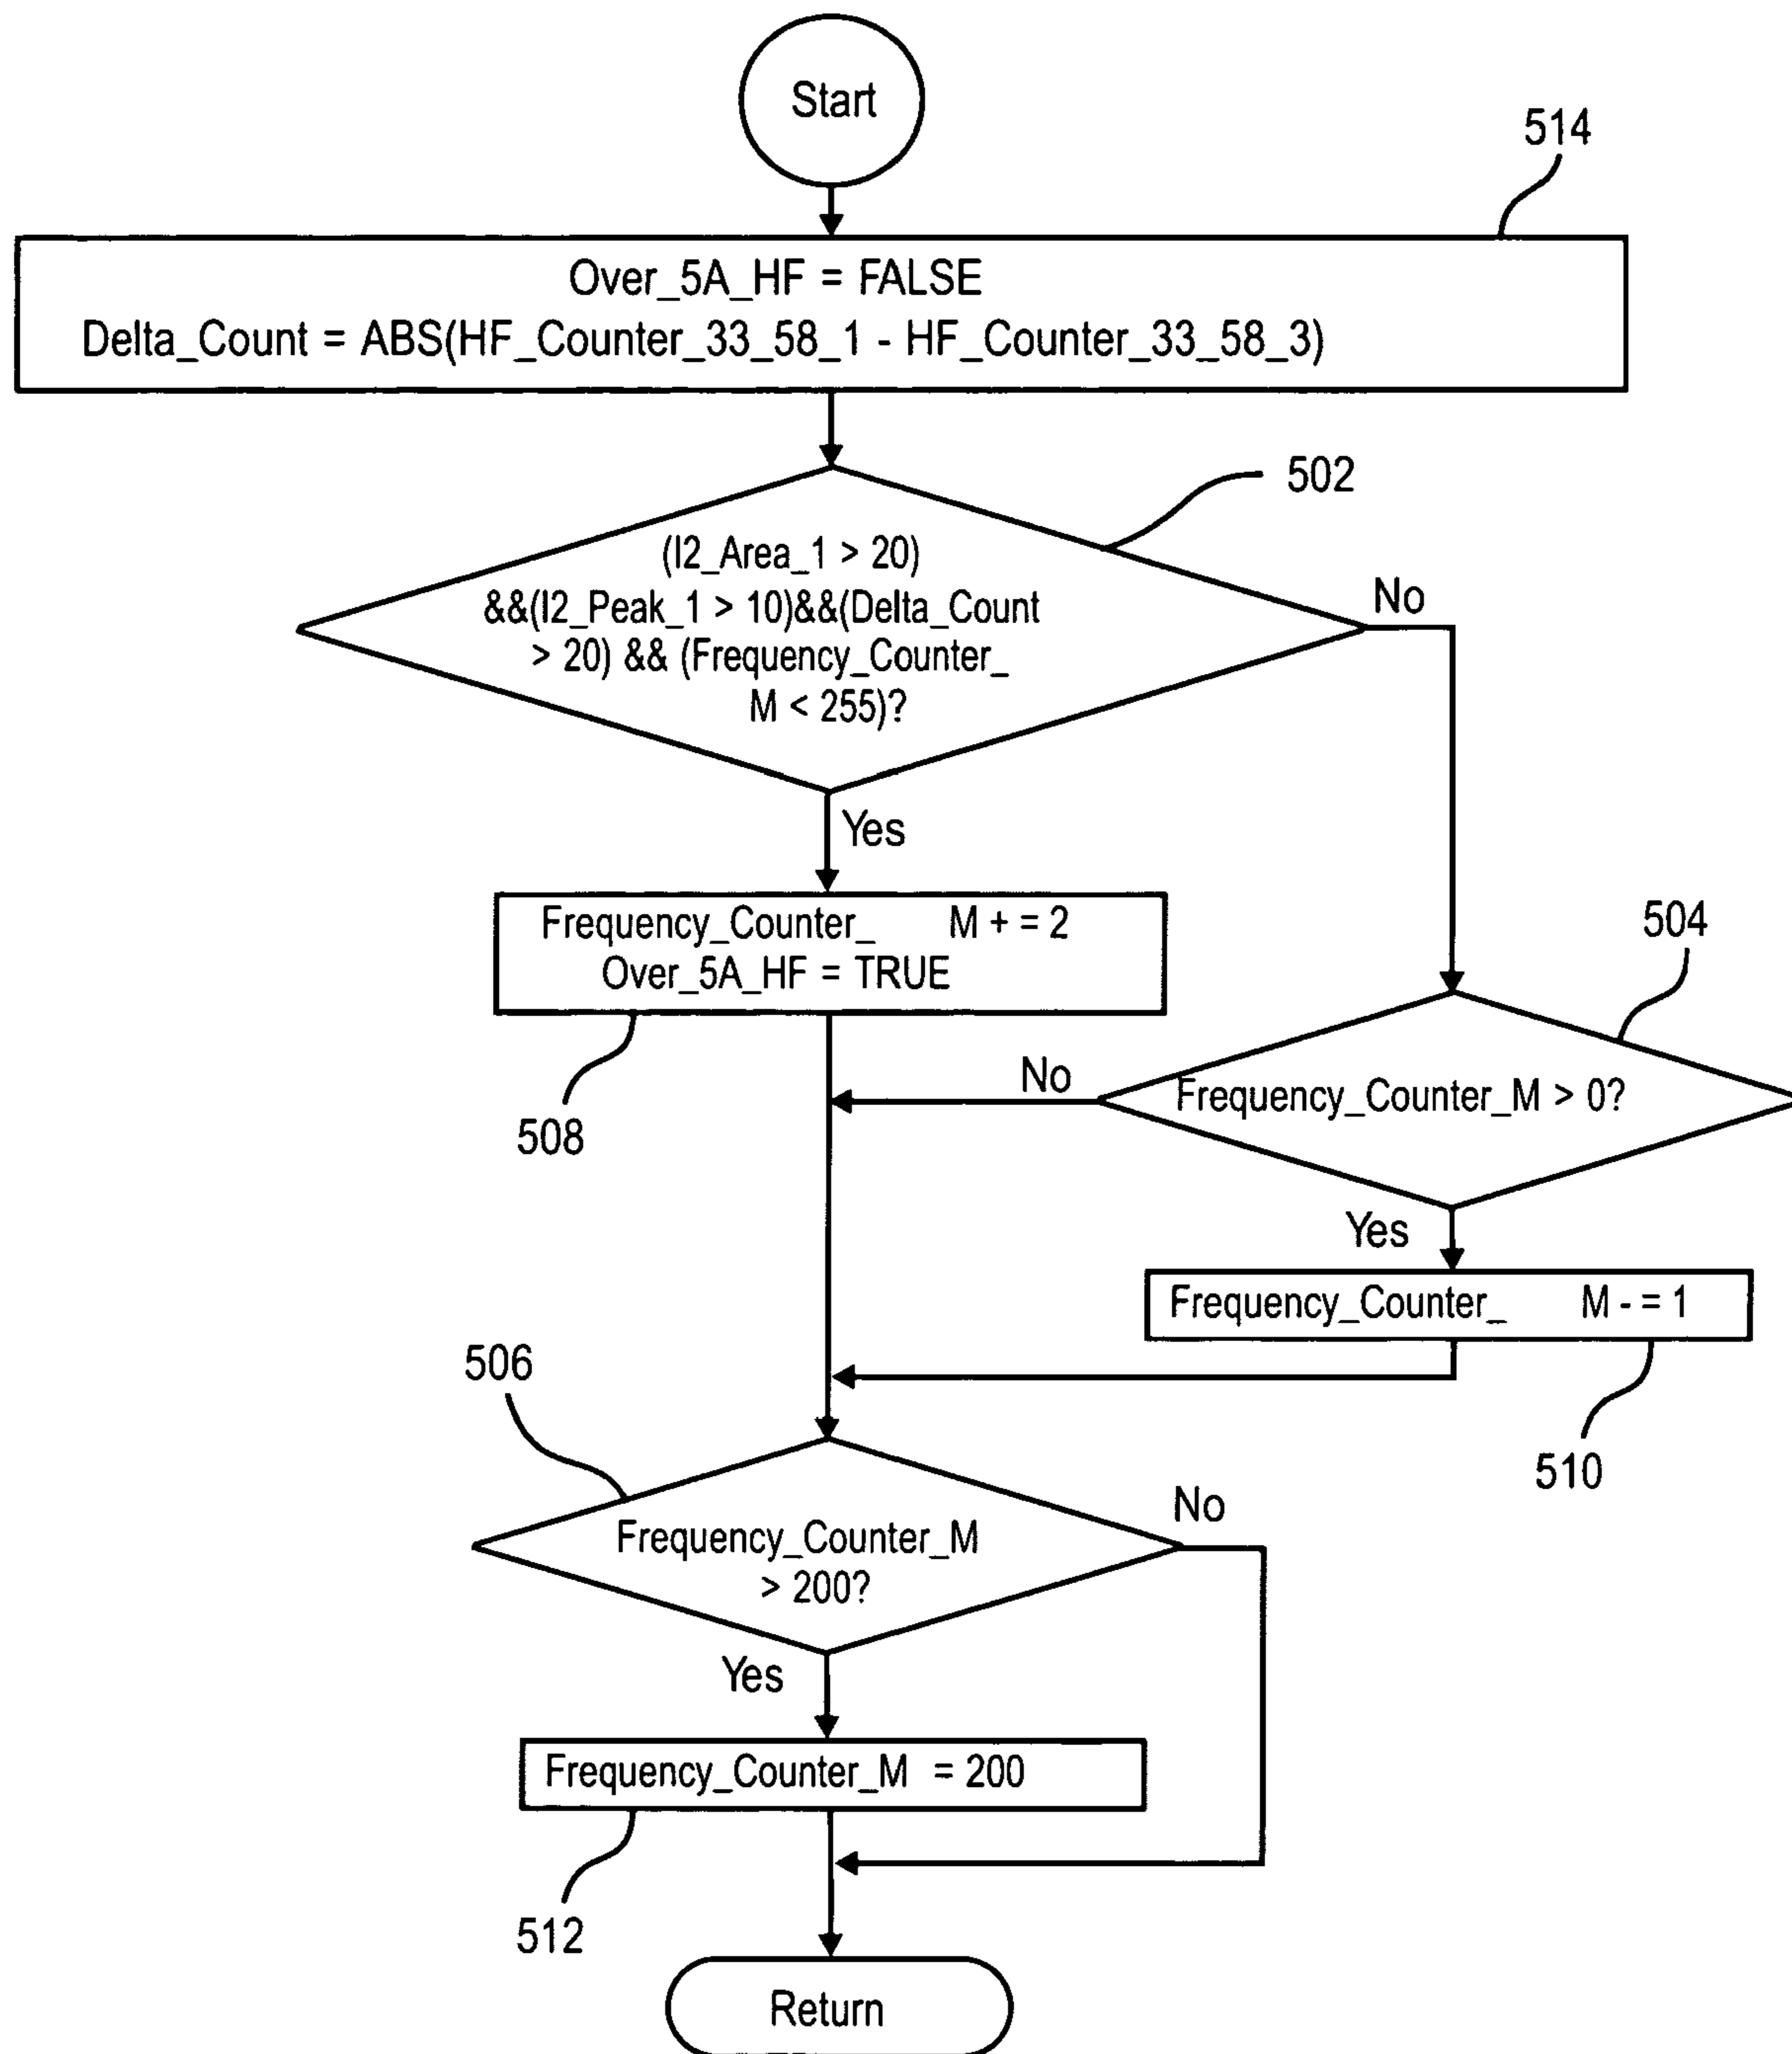 Start
514
Over_5A_HF = FALSE
Delta_Count = ABS(HF_Counter_33_58_1 - HF_Counter_33_58_3)
502
(I2_Area_1 > 20)
&&(I2_Peak_1 > 10)&&(Delta_Count
> 20) && (Frequency_Counter_
M < 255)?
No
Yes
Frequency_Counter_ M + = 2
Over_5A_HF = TRUE
508
504
No
Frequency_Counter_M > 0?
Yes
Frequency_Counter_ M - = 1
510
506
Frequency_Counter_M
> 200?
No
Yes
Frequency_Counter_M = 200
512
Return